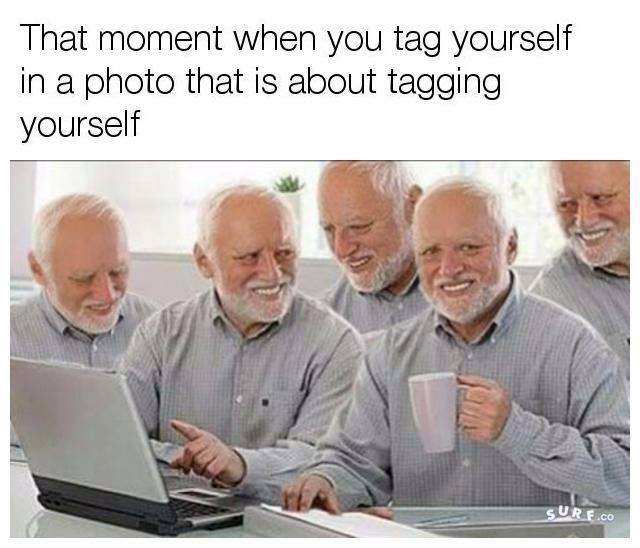 That moment when you tag yourself
in a photo that is about tagging
yourself
SURF.co